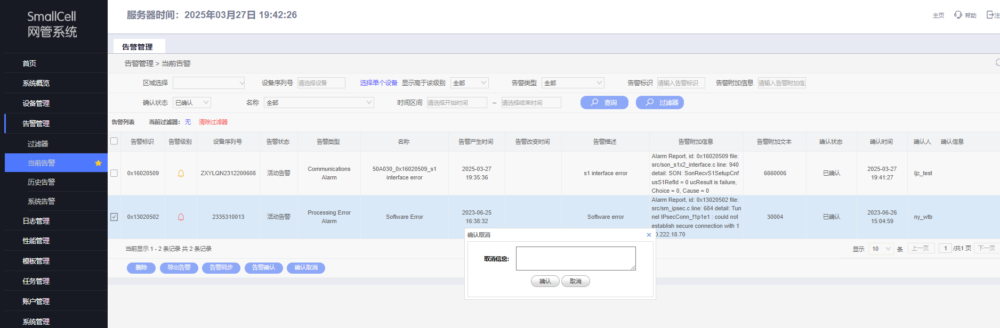 SmallCell
网管系统
服务器时间：2025年03月27日 19:42:26
主页 帮助 注
首页
系统概览
设备管理
告警管理
过滤器
当前告警
历史告警
系统告警
日志管理
性能管理
模板管理
任务管理
账户管理
系统管理
告警管理
告警管理 > 当前告警
区域选择 设备序列号 请选择设备 选择单个设备 显示高于该级别 全部 告警类型 全部 告警标识 请输入告警标识 告警附加信息 请输入告警附加信息
确认状态 已确认 名称 全部 时间区间 请选择开始时间 -- 请选择结束时间 查询 过滤器
告警列表 当前过滤器: 无 清除过滤器
告警标识 告警级别 设备序列号 告警状态 告警类型 名称 告警产生时间 告警改变时间 告警描述 告警附加信息 告警附加文本 确认状态 确认时间 确认人 确认信息
0x16020509 ZXYLQN2312200608 活动告警
Communications
Alarm
50A030_0x16020509_s1
interface error
2025-03-27
19:35:36
s1 interface error
Alarm Report, id: 0x16020509 file:
src/son_s1x2_interface.c line: 940
detail: SON: SonRecvS1SetupCnf
usS1RefId = 0 ucResult is failure,
Choice = 0, Cause = 0
6660006 已确认
2025-03-27
19:41:27
ljz_test
0x13020502 2335310013 活动告警
Processing Error
Alarm
Software Error
2023-06-25
16:38:32
Software error
Alarm Report, id: 0x13020502 file:
src/sm_ipsec.c line: 684 detail: Tun
nel IPsecConn_f1p1e1 : could not
establish secure connection with 1
0.222.18.70
30004 已确认
2023-06-26
15:04:59
ny_wtb
当前显示 1 - 2 条记录 共 2 条记录
显示 10 条 上一页 1 /共1 页 下一页
删除 导出告警 告警同步 告警确认 确认取消
确认取消 ×
取消信息:
确认 取消